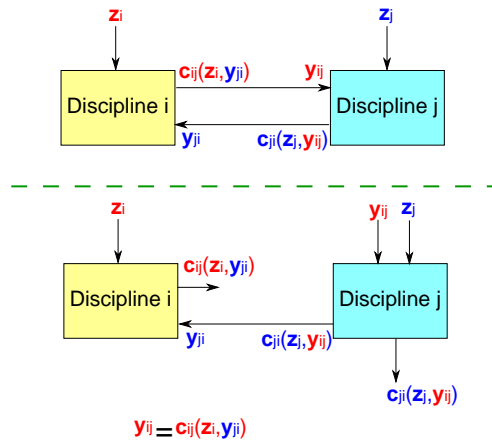 zi zj
cij(zi,yji) yij
Discipline i Discipline j
yji cji(zj,yij)
zi yij zj
cij(zi,yji)
Discipline i Discipline j
yji cji(zj,yij)
cji(zj,yij)
yij=cij(zi,yji)